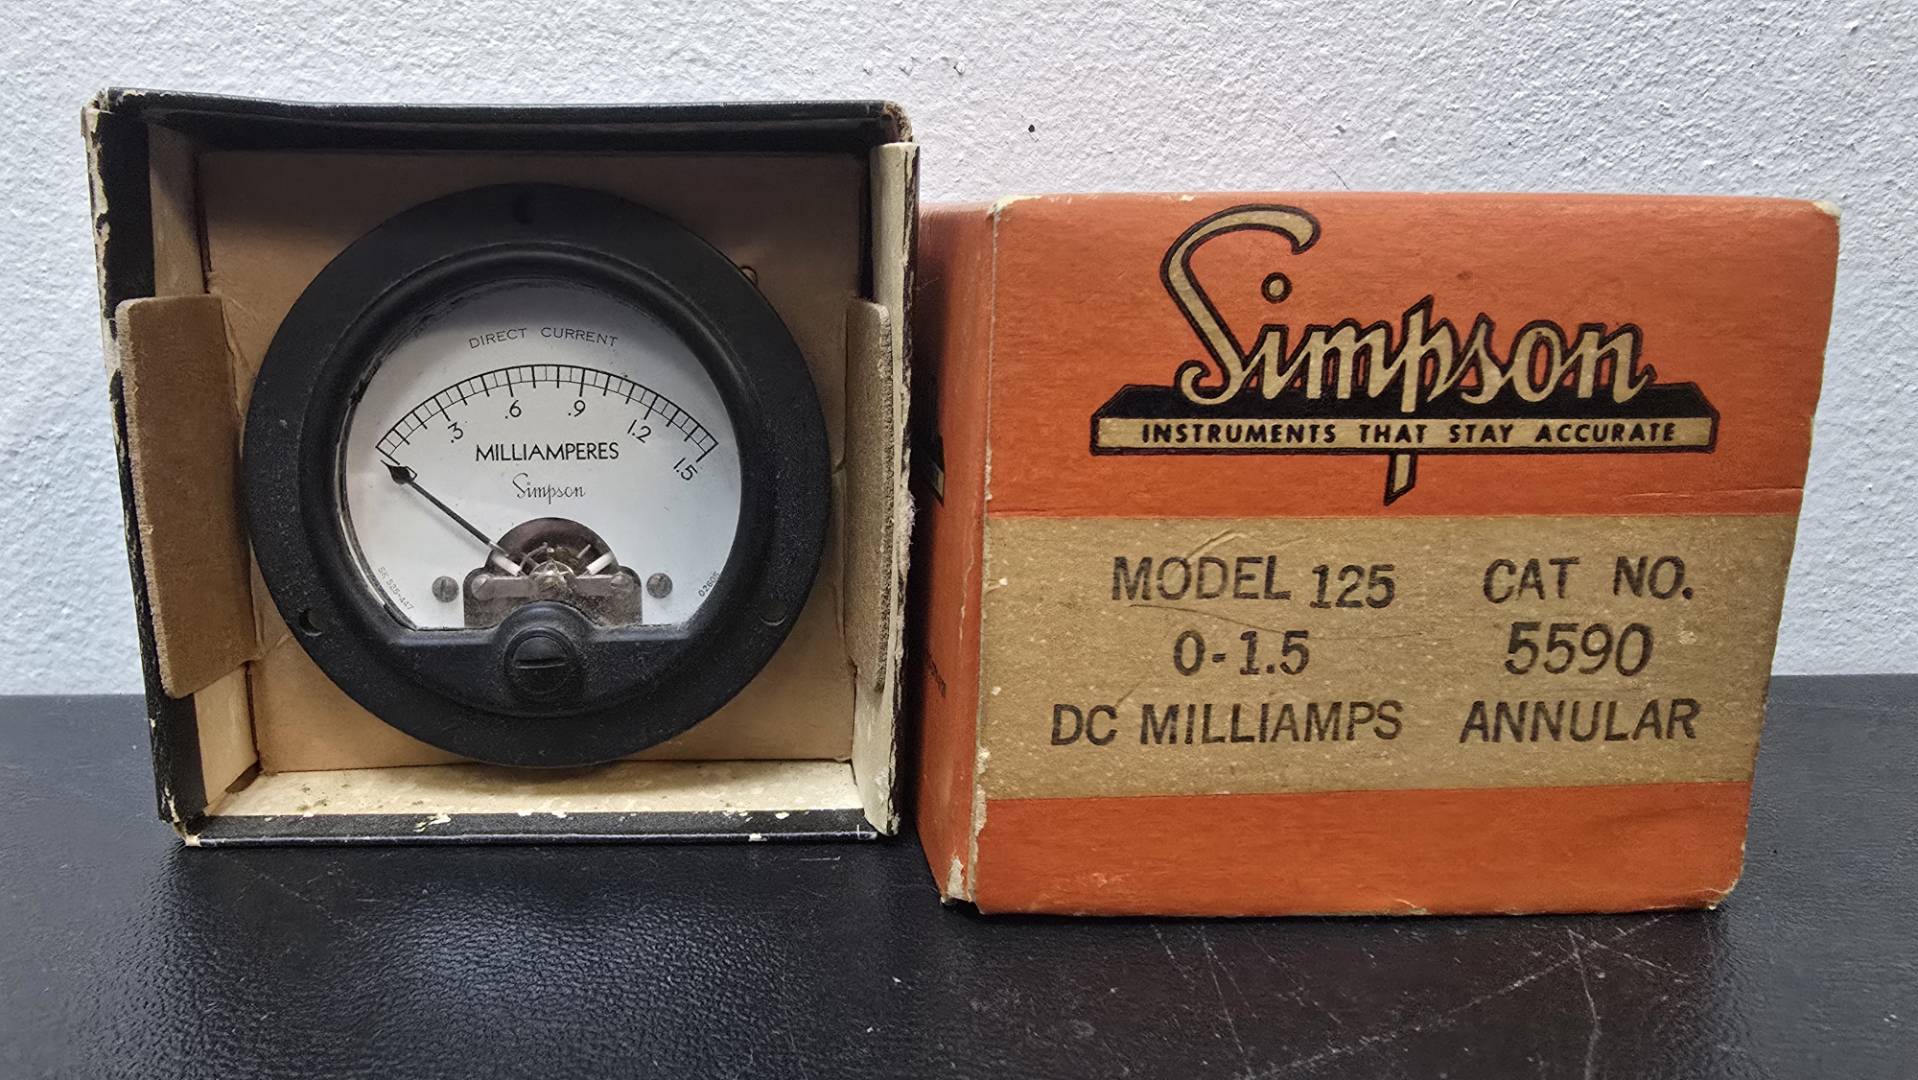 DIRECT CURRENT
0 .3 .6 .9 1.2 1.5
MILLIAMPERES
Simpson
Simpson
INSTRUMENTS THAT STAY ACCURATE
MODEL 125
0-1.5
DC MILLIAMPS
CAT NO.
5590
ANNULAR